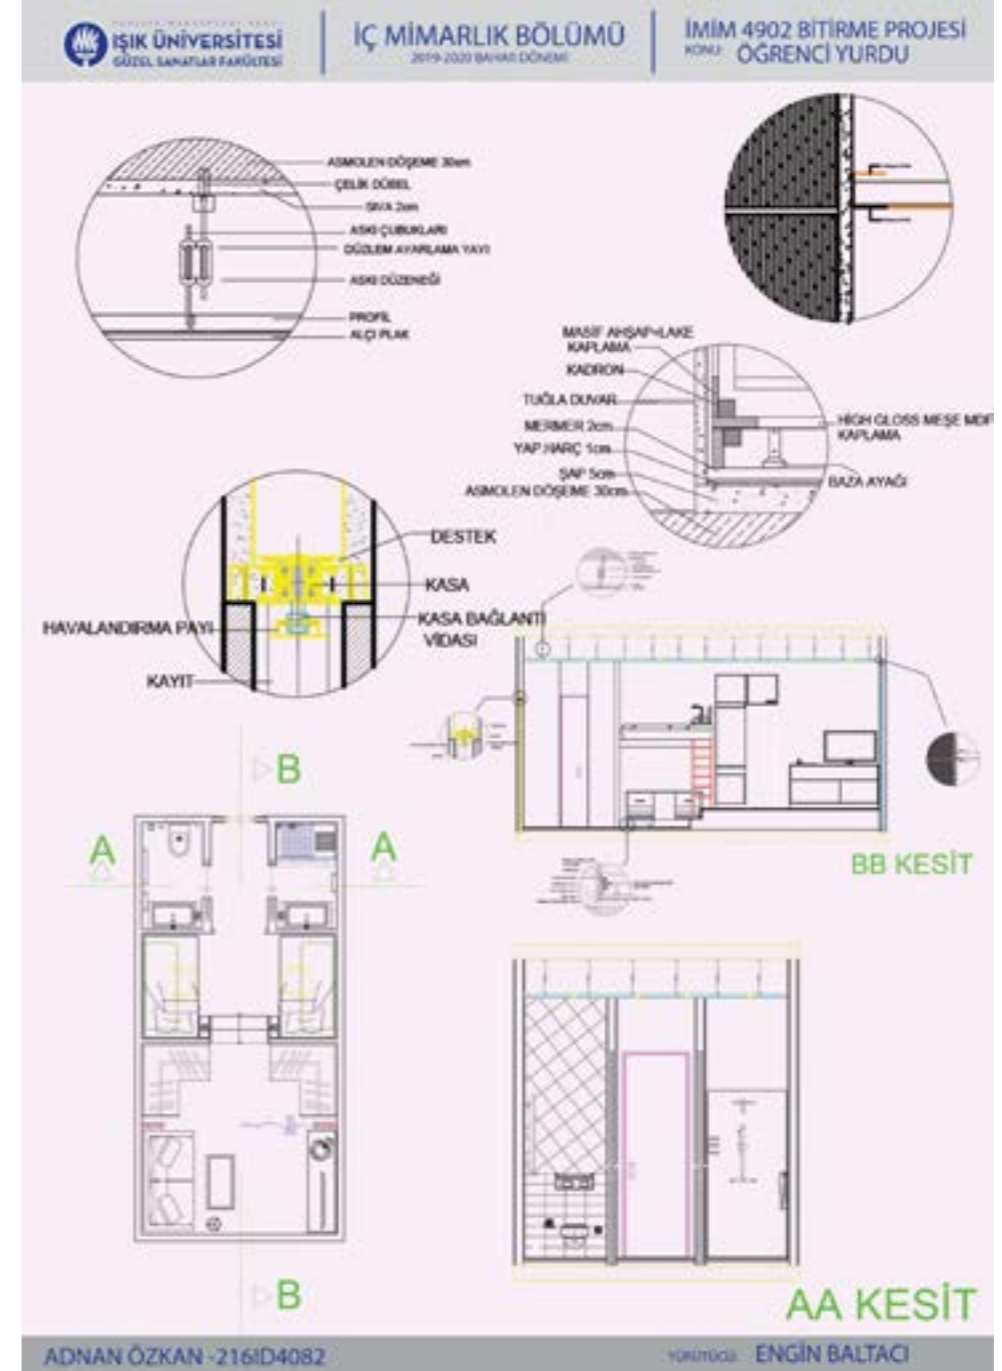 IŞIK ÜNİVERSİTESİ
GÜZEL SANATLAR FAKÜLTESİ
İÇ MİMARLIK BÖLÜMÜ
2019-2020 BAHAR DÖNEMİ
İMİM 4902 BİTİRME PROJESİ
KONU: ÖĞRENCİ YURDU
ASMOLEN DÖŞEME 30cm
ÇELİK DÜBEL
SIVA 2cm
ASKI ÇUBUKLARI
DÜZLEM AYARLAMA YAYI
ASKI DÜZENEĞİ
PROFİL
ALÇI PLAK
MASİF AHŞAP+LAKE
KAPLAMA
KADRON
TUĞLA DUVAR
MERMER 2cm
YAP.HARÇ 1cm
ŞAP 5cm
ASMOLEN DÖŞEME 30cm
HIGH GLOSS MEŞE MDF
KAPLAMA
BAZA AYAĞI
DESTEK
KASA
KASA BAĞLANTI
VİDASI
HAVALANDIRMA PAYI
KAYIT
B
A
A
BB KESİT
B
AA KESİT
ADNAN ÖZKAN -216ID4082
YÜRÜTÜCÜ: ENGİN BALTACI